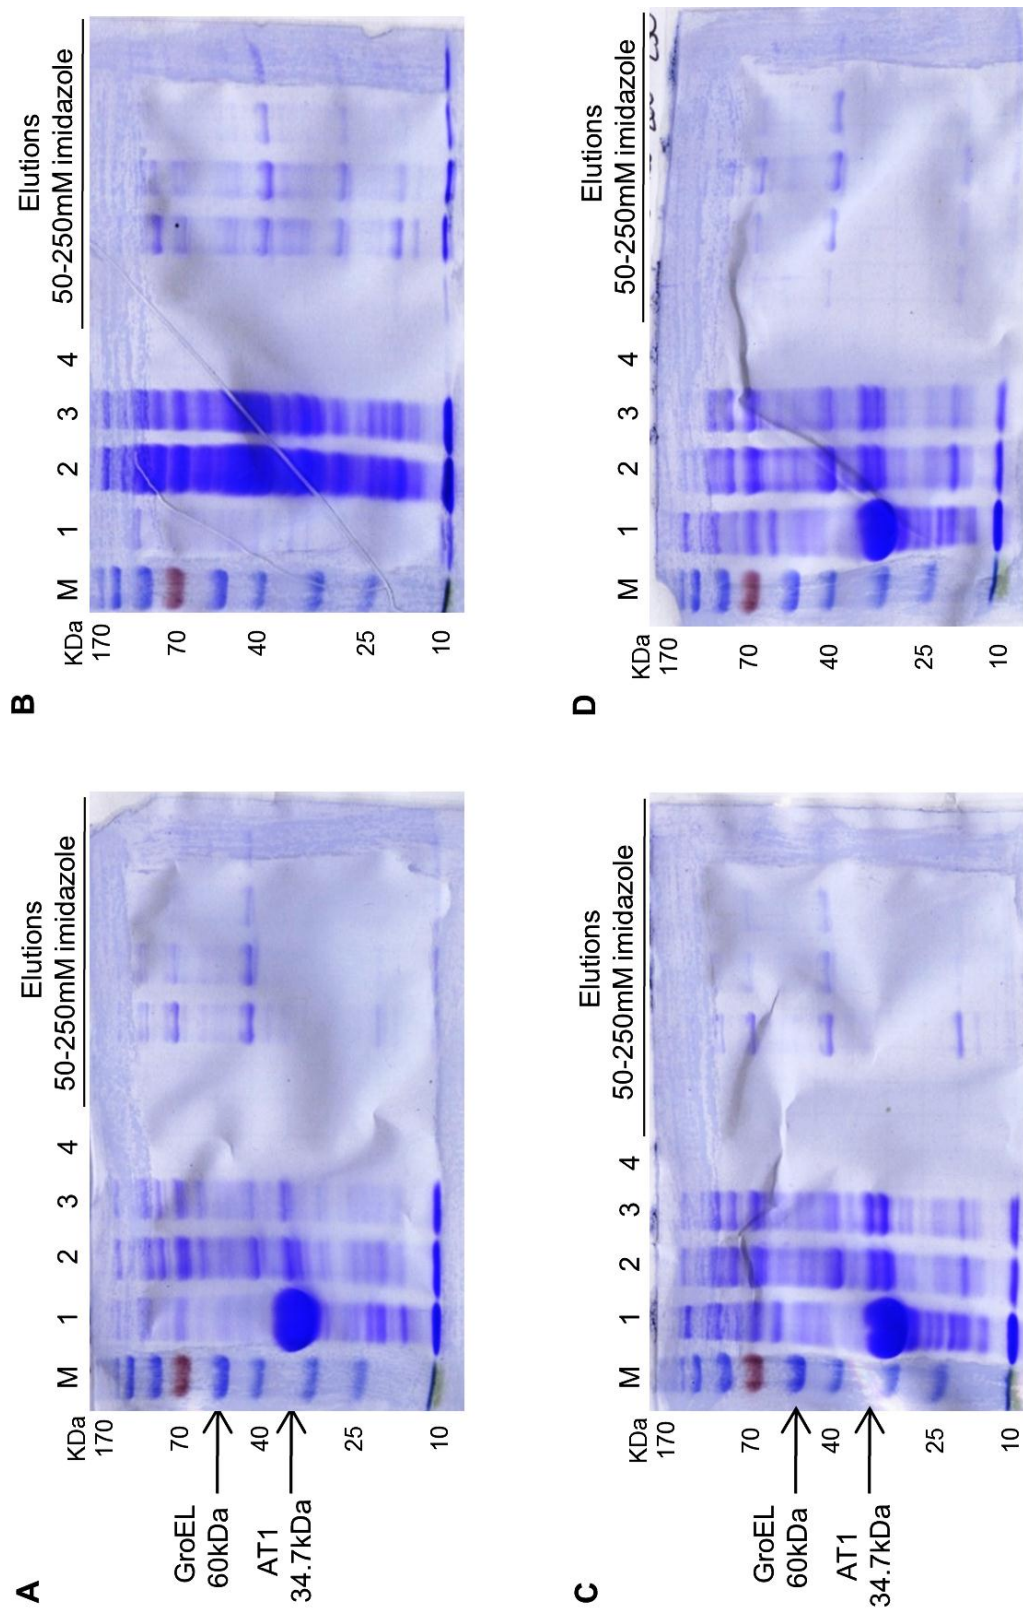 A
KDa
M 1 2 3 4
Elutions
50-250mM imidazole
170
70
40
25
10
GroEL
60kDa
AT1
34.7kDa
B
KDa
M 1 2 3 4
Elutions
50-250mM imidazole
170
70
40
25
10
C
KDa
M 1 2 3 4
Elutions
50-250mM imidazole
170
70
40
25
10
GroEL
60kDa
AT1
34.7kDa
D
KDa
M 1 2 3 4
Elutions
50-250mM imidazole
170
70
40
25
10